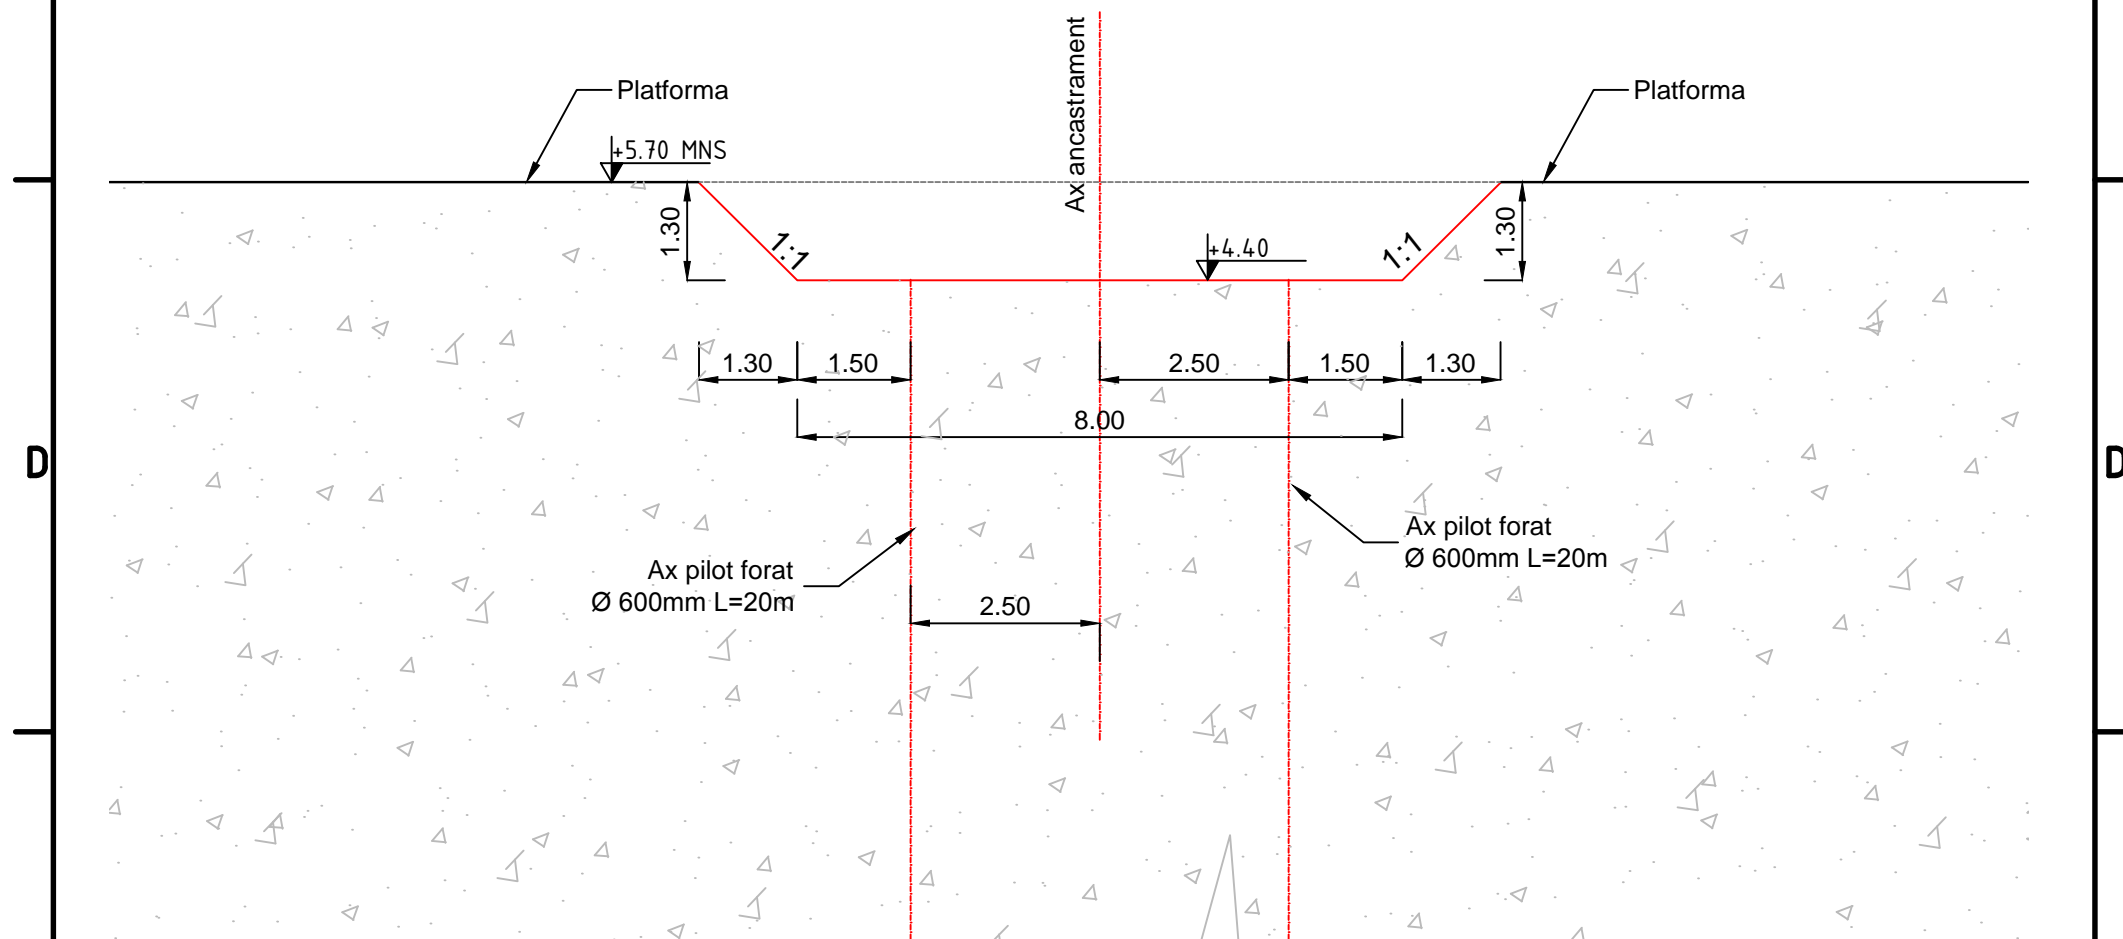 Ax ancastrament
Platforma
Platforma
+5.70 MNS
1.30
1:1
+4.40
1:1
1.30
1.30
1.50
2.50
1.50
1.30
8.00
D
D
Ax pilot forat
Ø 600mm L=20m
Ax pilot forat
Ø 600mm L=20m
2.50